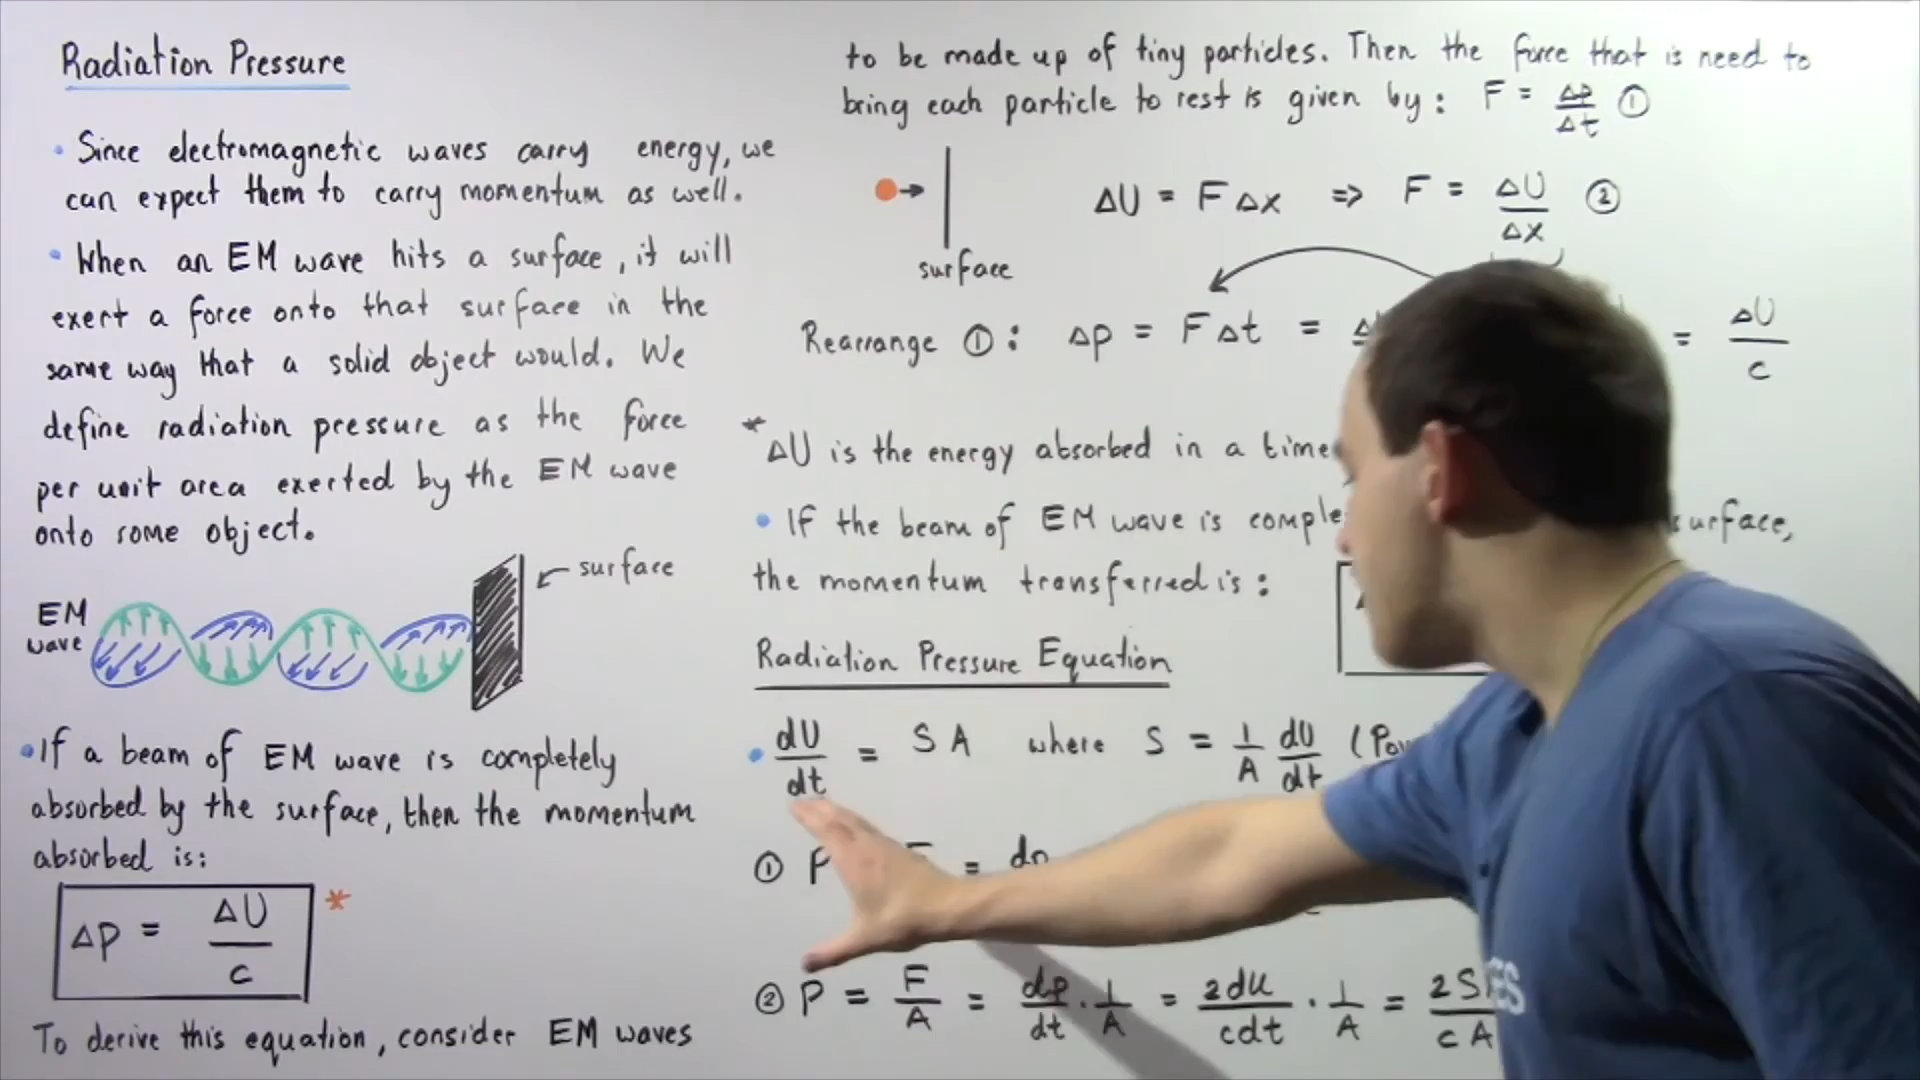 Radiation Pressure
• Since electromagnetic waves carry energy, we
can expect them to carry momentum as well.
• When an EM wave hits a surface, it will
exert a force onto that surface in the
same way that a solid object would. We
define radiation pressure as the force
per unit area exerted by the EM wave
onto some object.
surface
EM
wave
• If a beam of EM wave is completely
absorbed by the surface, then the momentum
absorbed is:
Δp = ΔU/c *
To derive this equation, consider EM waves
to be made up of tiny particles. Then the force that is need to
bring each particle to rest is given by: F = Δp/Δt ①
ΔU = FΔx ⇒ F = ΔU/Δx ②
surface
Rearrange ①: Δp = FΔt = = ΔU/c
* ΔU is the energy absorbed in a time
• If the beam of EM wave is surface,
the momentum transferred is:
Radiation Pressure Equation
• dU/dt = SA where S = 1/A dU/dt (
① P = dp
② P = F/A = dp/dt · 1/A = 2dU/cdt · 1/A = 2S/cA